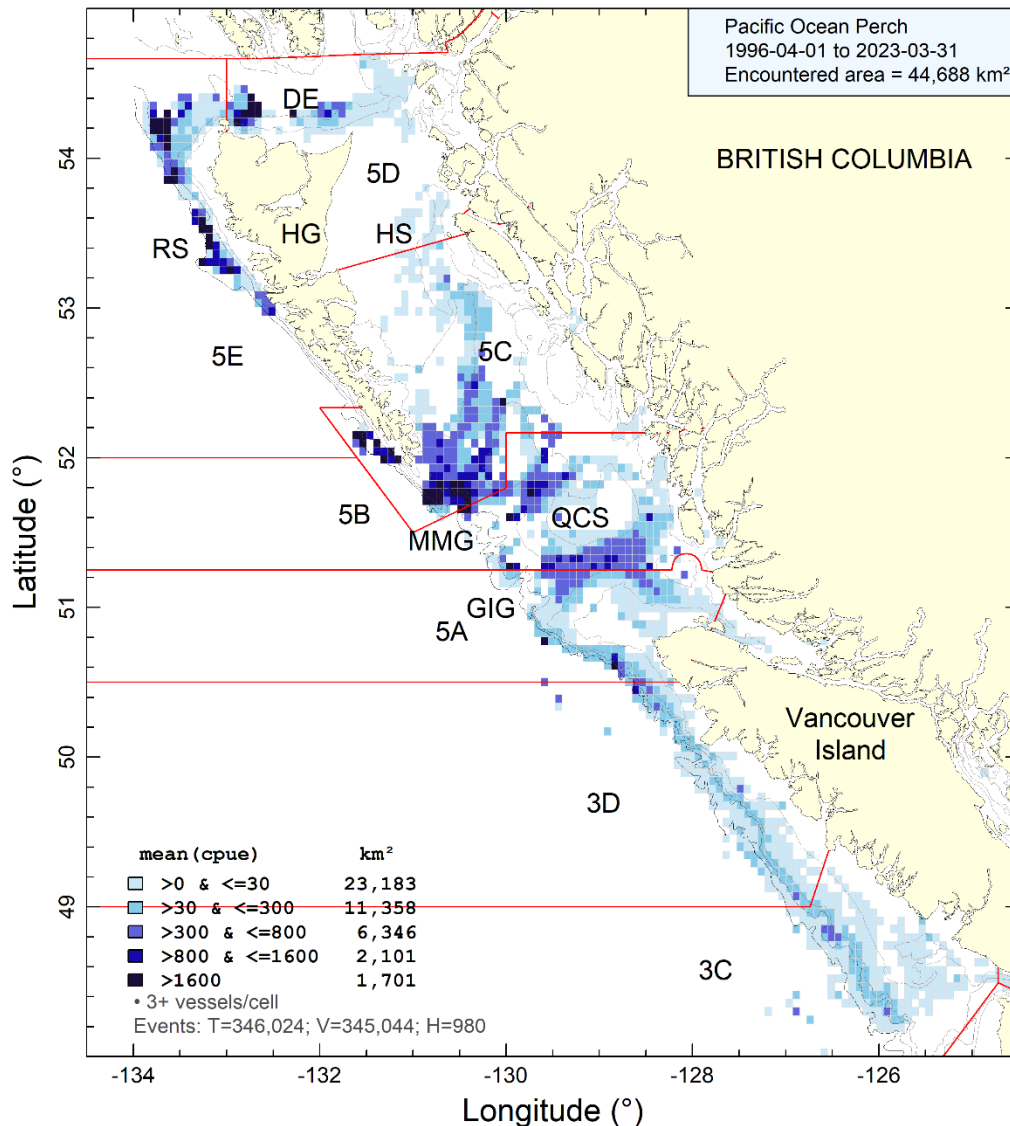 Pacific Ocean Perch
1996-04-01 to 2023-03-31
Encountered area = 44,688 km²
BRITISH COLUMBIA
DE
5D
HG
HS
RS
5E
5C
5B
MMG
QCS
GIG
5A
Vancouver
Island
3D
3C
mean(cpue) km²
>0 & <=30 23,183
>30 & <=300 11,358
>300 & <=800 6,346
>800 & <=1600 2,101
>1600 1,701
• 3+ vessels/cell
Events: T=346,024; V=345,044; H=980
54
53
52
51
50
49
Latitude (°)
-134 -132 -130 -128 -126
Longitude (°)